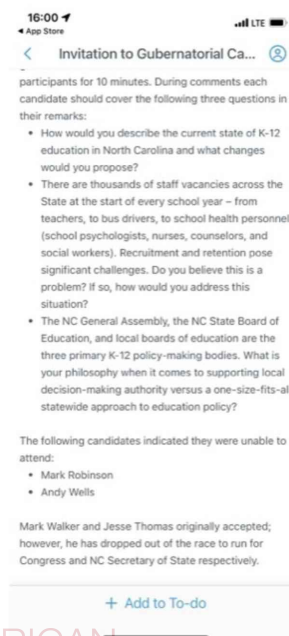 16:00
LTE
App Store
Invitation to Gubernatorial Ca...
participants for 10 minutes. During comments each
candidate should cover the following three questions in
their remarks:
• How would you describe the current state of K-12
education in North Carolina and what changes
would you propose?
• There are thousands of staff vacancies across the
State at the start of every school year – from
teachers, to bus drivers, to school health personnel
(school psychologists, nurses, counselors, and
social workers). Recruitment and retention pose
significant challenges. Do you believe this is a
problem? If so, how would you address this
situation?
• The NC General Assembly, the NC State Board of
Education, and local boards of education are the
three primary K-12 policy-making bodies. What is
your philosophy when it comes to supporting local
decision-making authority versus a one-size-fits-al
statewide approach to education policy?
The following candidates indicated they were unable to
attend:
• Mark Robinson
• Andy Wells
Mark Walker and Jesse Thomas originally accepted;
however, he has dropped out of the race to run for
Congress and NC Secretary of State respectively.
+ Add to To-do